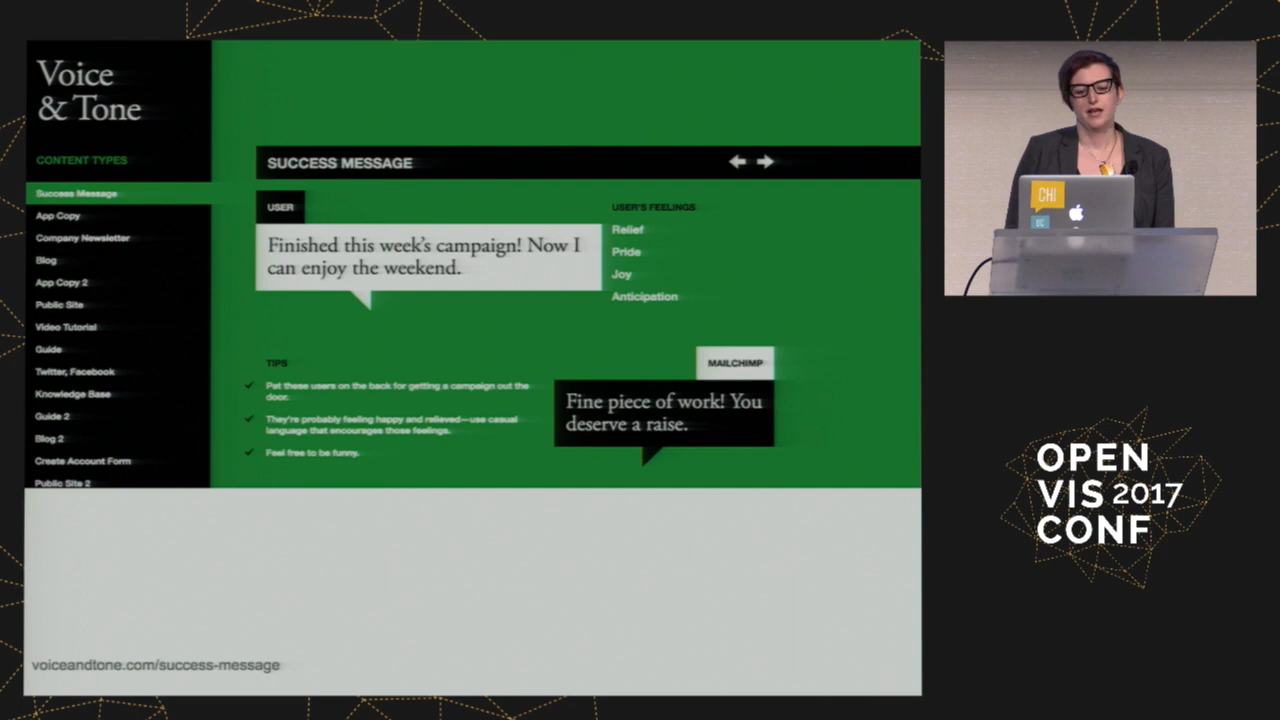 Voice
& Tone
CONTENT TYPES
Success Message
App Copy
Company Newsletter
Blog
App Copy 2
Public Site
Video Tutorial
Guide
Twitter, Facebook
Knowledge Base
Guide 2
Blog 2
Create Account Form
Public Site 2
SUCCESS MESSAGE
USER
Finished this week's campaign! Now I
can enjoy the weekend.
USER'S FEELINGS
Relief
Pride
Joy
Anticipation
TIPS
Pat these users on the back for getting a campaign out the
door.
They're probably feeling happy and relieved—use casual
language that encourages those feelings.
Feel free to be funny.
MAILCHIMP
Fine piece of work! You
deserve a raise.
voiceandtone.com/success-message
CHI
UC
OPEN
VIS 2017
CONF